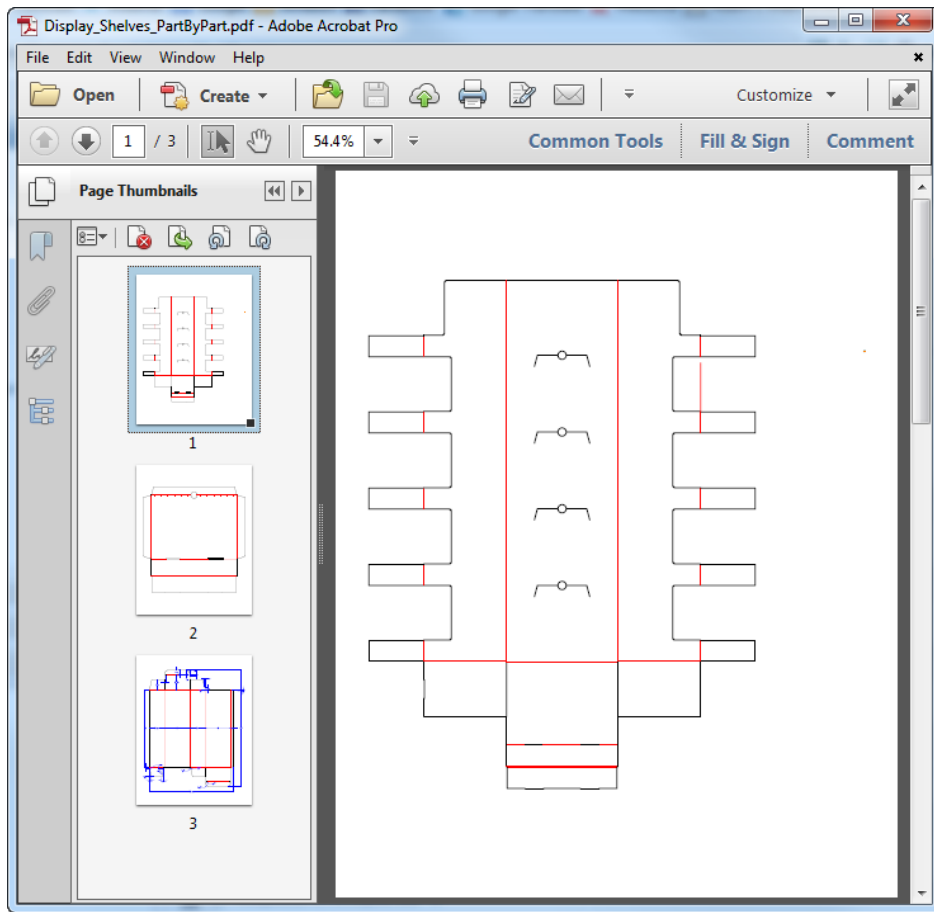 Display_Shelves_PartByPart.pdf - Adobe Acrobat Pro
File Edit View Window Help
Open Create Customize
1 / 3 54.4% Common Tools Fill & Sign Comment
Page Thumbnails
1
2
3